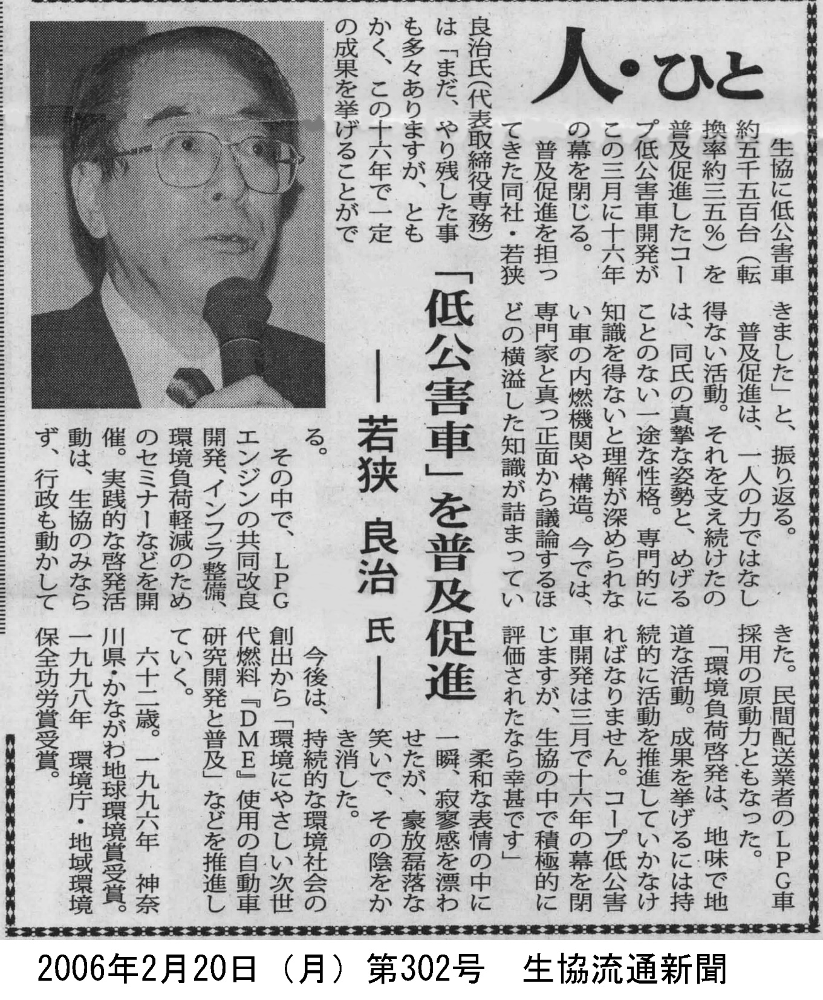 人・ひと
「低公害車」を普及促進
―若狭 良治 氏―
生協に低公害車
約五千五百台（転
換率約三五％）を
普及促進したコー
プ低公害車開発が
この三月に十六年
の幕を閉じる。
普及促進を担っ
てきた同社・若狭
良治氏（代表取締役専務）
は「まだ、やり残した事
も多々ありますが、とも
かく、この十六年で一定
の成果を挙げることがで
きました」と、振り返る。
普及促進は、一人の力ではなし
得ない活動。それを支え続けたの
は、同氏の真摯な姿勢と、めげる
ことのない一途な性格。専門的に
知識を得ないと理解が深められな
い車の内燃機関や構造。今では、
専門家と真っ正面から議論するほ
どの横溢した知識が詰まってい
る。
その中で、ＬＰＧ
エンジンの共同改良
開発、インフラ整備、
環境負荷軽減のため
のセミナーなどを開
催。実践的な啓発活
動は、生協のみなら
ず、行政も動かして
きた。民間配送業者のＬＰＧ車
採用の原動力ともなった。
「環境負荷啓発は、地味で地
道な活動。成果を挙げるには持
続的に活動を推進していかなけ
ればなりません。コープ低公害
車開発は三月で十六年の幕を閉
じますが、生協の中で積極的に
評価されたなら幸甚です」
柔和な表情の中に
一瞬、寂寥感を漂わ
せたが、豪放磊落な
笑いで、その陰をか
き消した。
今後は、持続的な環境社会の
創出から「環境にやさしい次世
代燃料『ＤＭＥ』使用の自動車
研究開発と普及」などを推進し
ていく。
六十二歳。一九九六年 神奈
川県・かながわ地球環境賞受賞。
一九九八年 環境庁・地域環境
保全功労賞受賞。
2006年2月20日（月）第302号 生協流通新聞